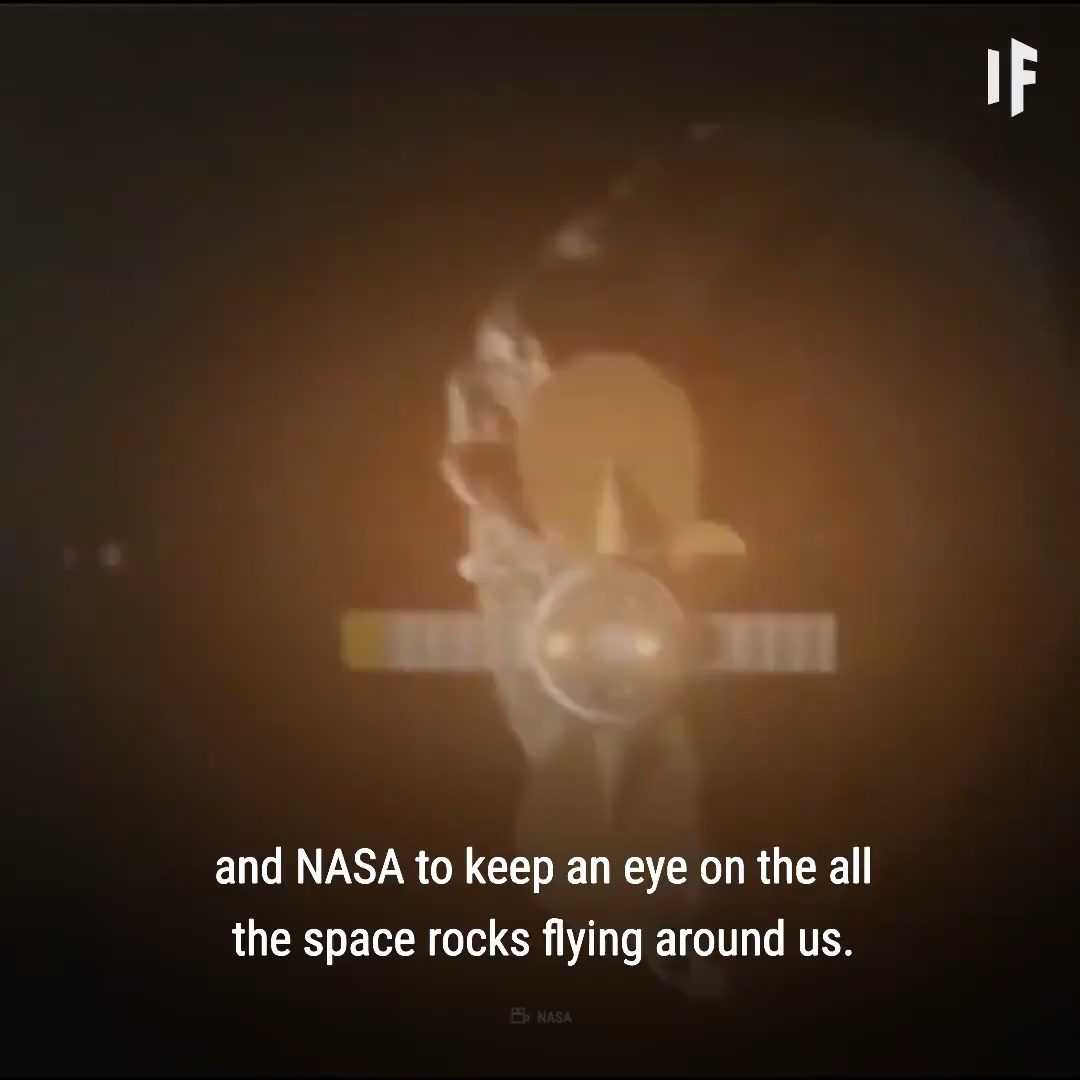 IF
and NASA to keep an eye on the all
the space rocks flying around us.
NASA